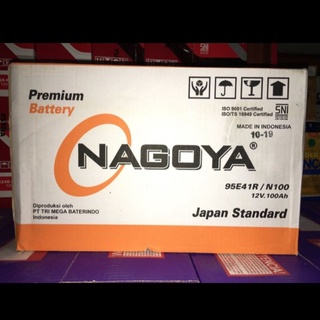 Premium
Battery
ISO 9001 Certified
ISO/TS 16949 Certified
SNI
MADE IN INDONESIA
10-19
NAGOYA®
95E41R / N100
12V.100Ah
Diproduksi oleh
PT TRI MEGA BATERINDO
Indonesia
Japan Standard